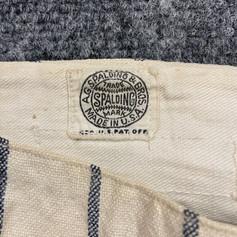 A.G. SPALDING & BROS.
TRADE
SPALDING
MARK
MADE IN U.S.A.
REG. U.S. PAT. OFF.